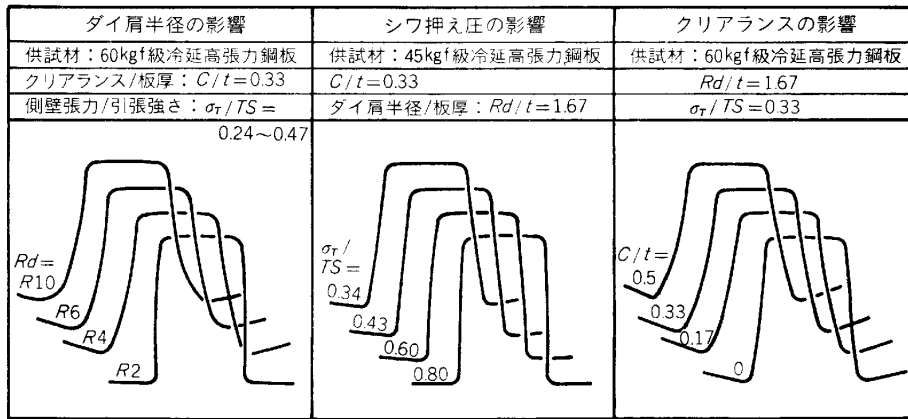 ダイ肩半径の影響
供試材：60kgf級冷延高張力鋼板
クリアランス/板厚：C/t=0.33
側壁張力/引張強さ：σT/TS=
0.24～0.47
Rd=
R10
R6
R4
R2
シワ押え圧の影響
供試材：45kgf級冷延高張力鋼板
C/t=0.33
ダイ肩半径/板厚：Rd/t=1.67
σT/
TS=
0.34
0.43
0.60
0.80
クリアランスの影響
供試材：60kgf級冷延高張力鋼板
Rd/t=1.67
σT/TS=0.33
C/t=
0.5
0.33
0.17
0